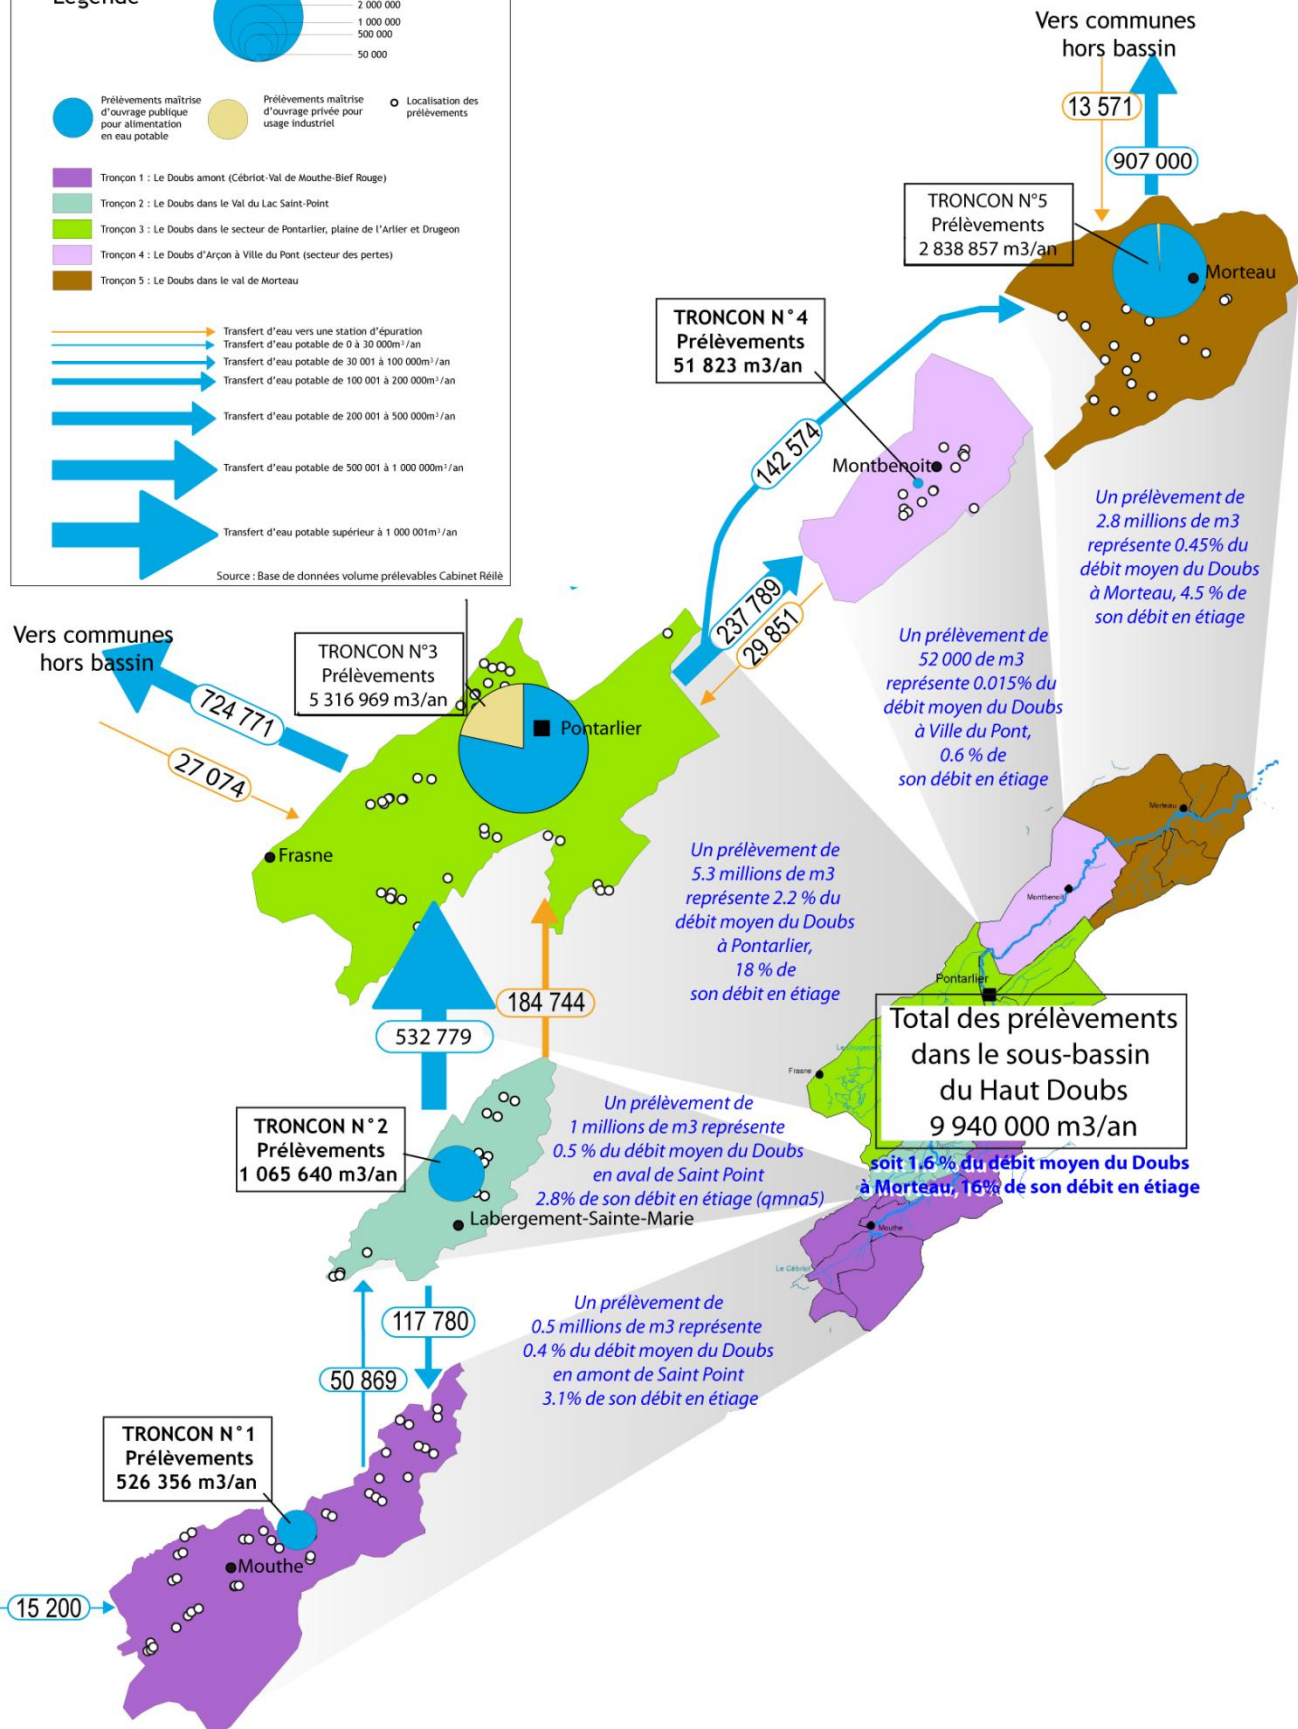 Légende
2 000 000
1 000 000
500 000
50 000
Prélèvements maîtrise
d'ouvrage publique
pour alimentation
en eau potable
Prélèvements maîtrise
d'ouvrage privée pour
usage industriel
Localisation des
prélèvements
Tronçon 1 : Le Doubs amont (Cébriot-Val de Mouthe-Bief Rouge)
Tronçon 2 : Le Doubs dans le Val du Lac Saint-Point
Tronçon 3 : Le Doubs dans le secteur de Pontarlier, plaine de l'Arlier et Drugeon
Tronçon 4 : Le Doubs d'Arçon à Ville du Pont (secteur des pertes)
Tronçon 5 : Le Doubs dans le val de Morteau
Transfert d'eau vers une station d'épuration
Transfert d'eau potable de 0 à 30 000m³/an
Transfert d'eau potable de 30 001 à 100 000m³/an
Transfert d'eau potable de 100 001 à 200 000m³/an
Transfert d'eau potable de 200 001 à 500 000m³/an
Transfert d'eau potable de 500 001 à 1 000 000m³/an
Transfert d'eau potable supérieur à 1 000 001m³/an
Source : Base de données volume prélevables Cabinet Réilè
Vers communes
hors bassin
13 571
907 000
TRONCON N°5
Prélèvements
2 838 857 m3/an
Morteau
TRONCON N°4
Prélèvements
51 823 m3/an
142 574
Montbenoit
Un prélèvement de
2.8 millions de m3
représente 0.45% du
débit moyen du Doubs
à Morteau, 4.5 % de
son débit en étiage
237 789
29 851
Un prélèvement de
52 000 de m3
représente 0.015% du
débit moyen du Doubs
à Ville du Pont,
0.6 % de
son débit en étiage
Vers communes
hors bassin
724 771
27 074
TRONCON N°3
Prélèvements
5 316 969 m3/an
Pontarlier
Frasne
Un prélèvement de
5.3 millions de m3
représente 2.2 % du
débit moyen du Doubs
à Pontarlier,
18 % de
son débit en étiage
Morteau
Montbenoit
Pontarlier
Frasne
Total des prélèvements
dans le sous-bassin
du Haut Doubs
9 940 000 m3/an
soit 1.6 % du débit moyen du Doubs
à Morteau, 16% de son débit en étiage
Mouthe
Le Cébriot
532 779
184 744
TRONCON N°2
Prélèvements
1 065 640 m3/an
Labergement-Sainte-Marie
Un prélèvement de
1 millions de m3 représente
0.5 % du débit moyen du Doubs
en aval de Saint Point
2.8% de son débit en étiage (qmna5)
117 780
50 869
Un prélèvement de
0.5 millions de m3 représente
0.4 % du débit moyen du Doubs
en amont de Saint Point
3.1% de son débit en étiage
TRONCON N°1
Prélèvements
526 356 m3/an
Mouthe
15 200